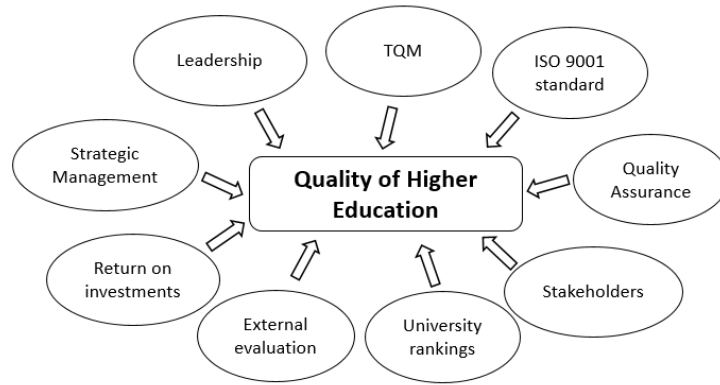 Leadership
TQM
ISO 9001
standard
Strategic
Management
Quality of Higher
Education
Quality
Assurance
Return on
investments
External
evaluation
University
rankings
Stakeholders